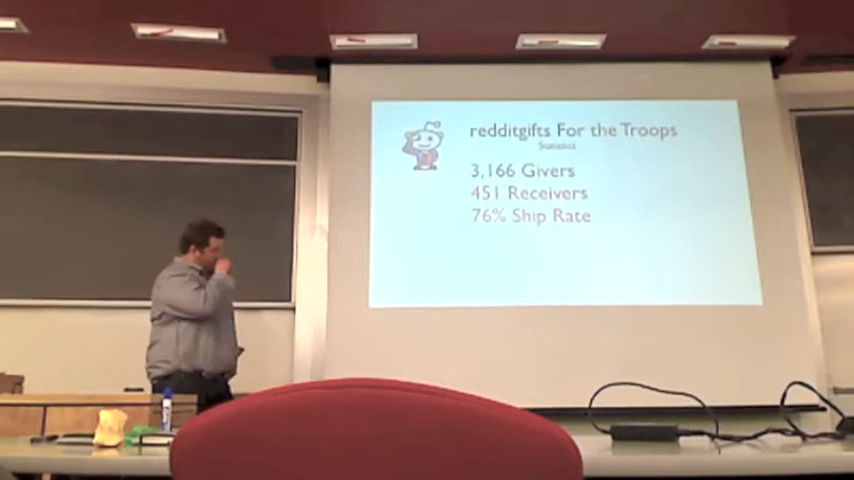 redditgifts For the Troops
Statistics
3,166 Givers
451 Receivers
76% Ship Rate